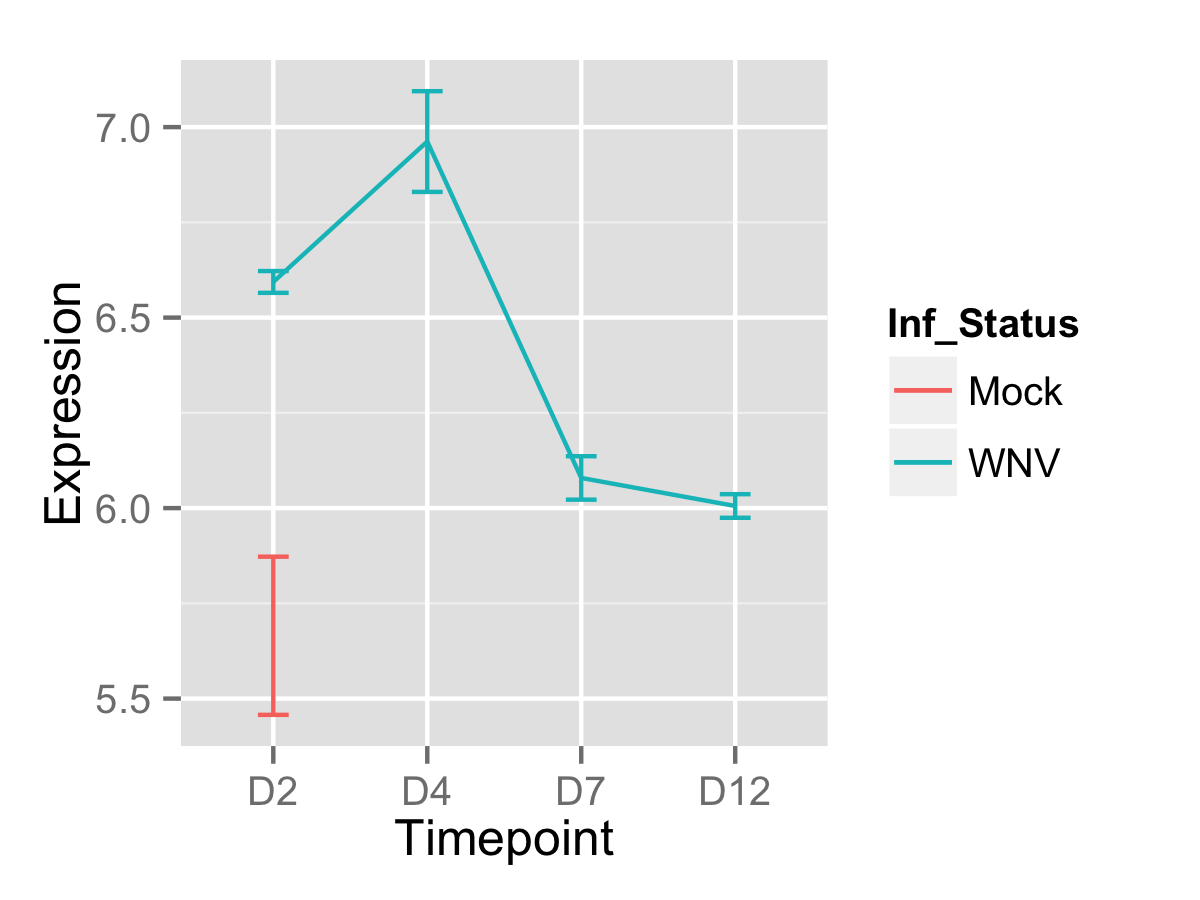 Expression
7.0
6.5
6.0
5.5
D2 D4 D7 D12
Timepoint
Inf_Status
Mock
WNV